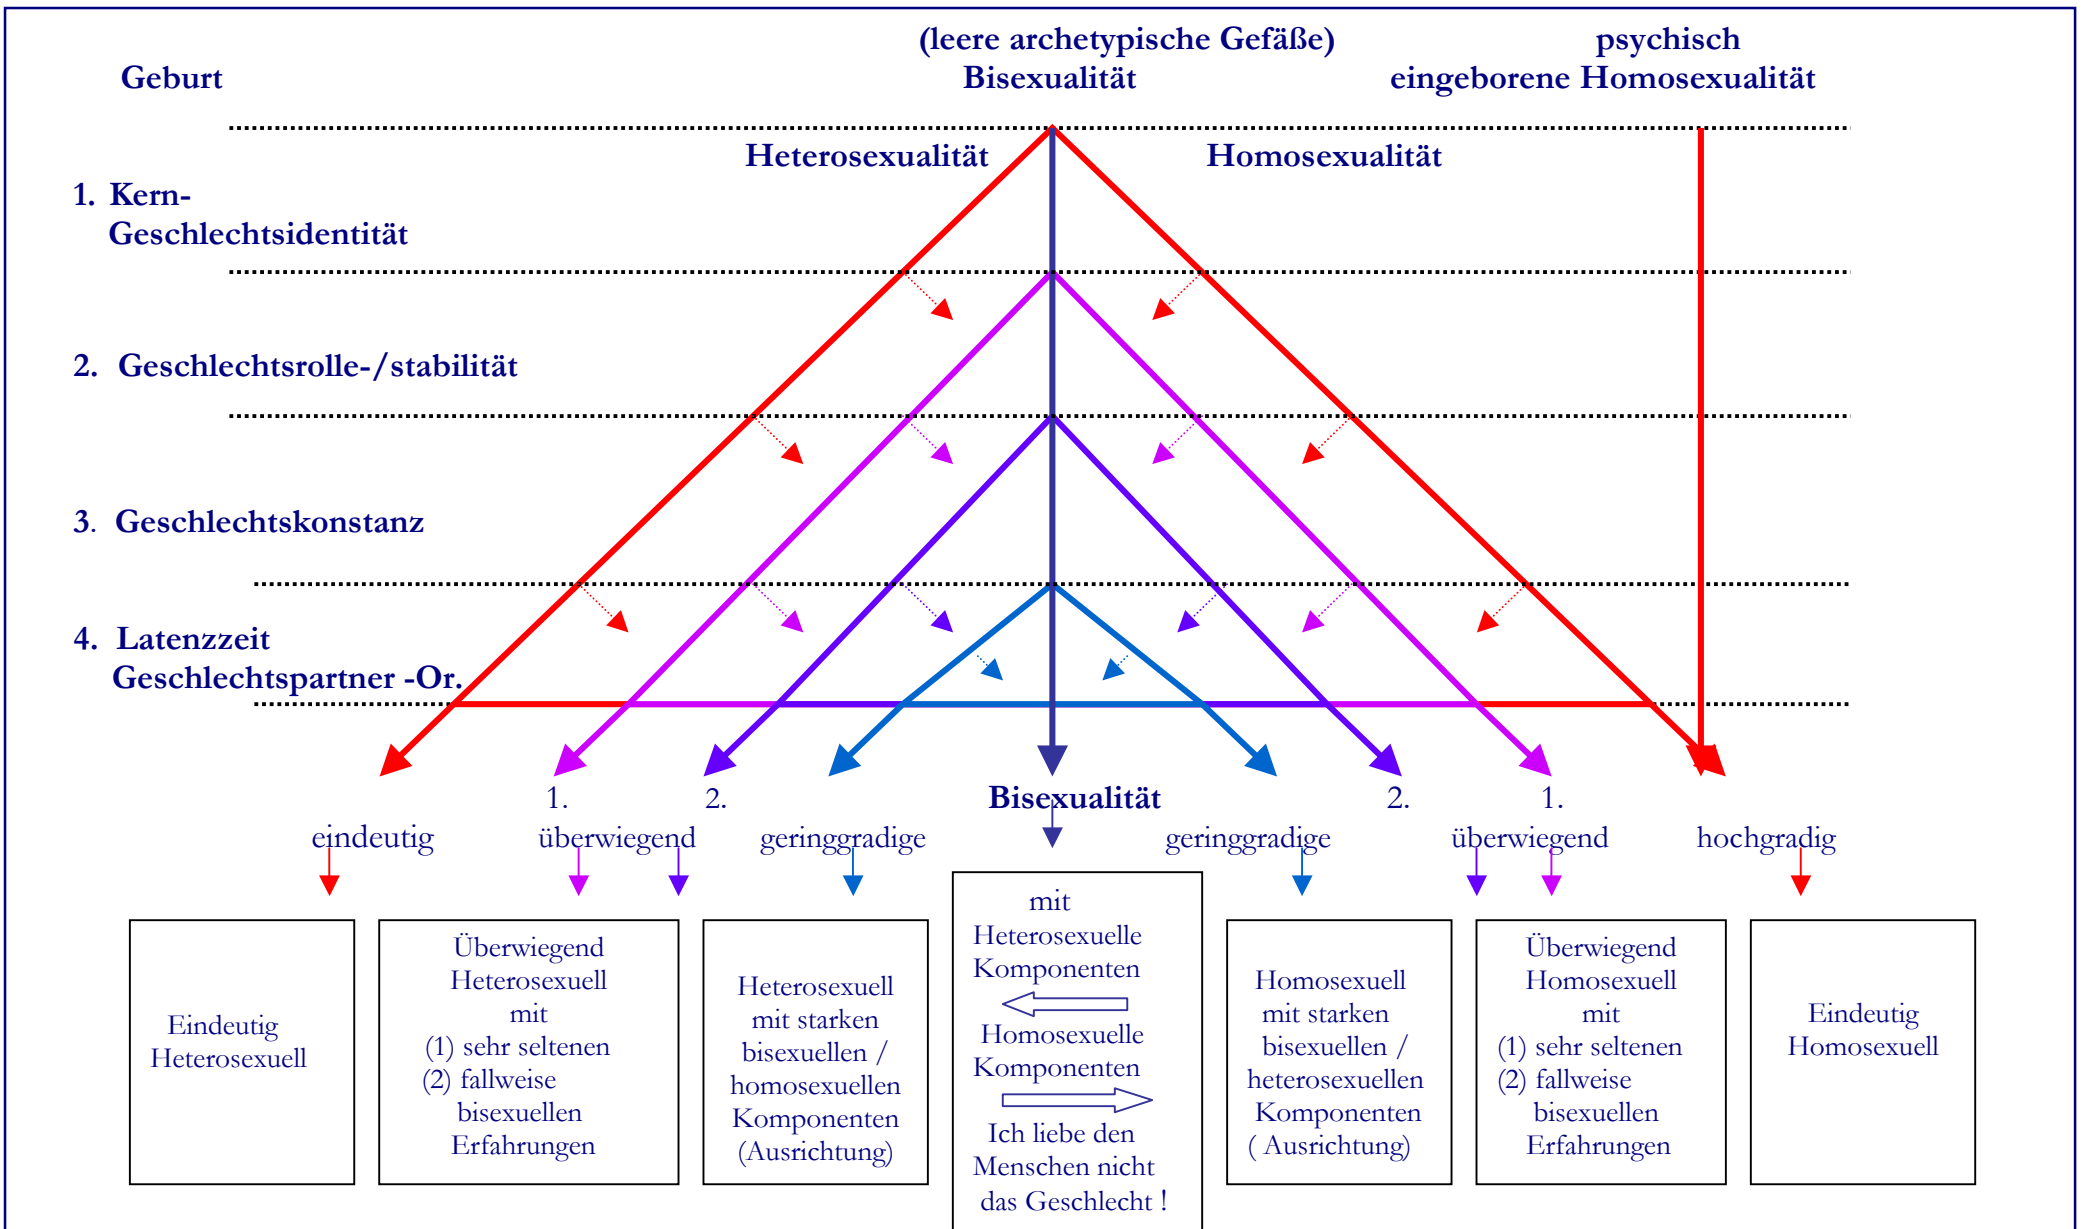 (leere archetypische Gefäße)
psychisch
Geburt
Bisexualität
eingeborene Homosexualität
Heterosexualität
Homosexualität
1. Kern-
Geschlechtsidentität
2. Geschlechtsrolle-/stabilität
3. Geschlechtskonstanz
4. Latenzzeit
Geschlechtspartner -Or.
1.
2.
Bisexualität
2.
1.
eindeutig
überwiegend
geringgradige
geringgradige
überwiegend
hochgradig
Eindeutig
Heterosexuell
Überwiegend
Heterosexuell
mit
(1) sehr seltenen
(2) fallweise
bisexuellen
Erfahrungen
Heterosexuell
mit starken
bisexuellen /
homosexuellen
Komponenten
(Ausrichtung)
mit
Heterosexuelle
Komponenten
Homosexuelle
Komponenten
Ich liebe den
Menschen nicht
das Geschlecht !
Homosexuell
mit starken
bisexuellen /
heterosexuellen
Komponenten
( Ausrichtung)
Überwiegend
Homosexuell
mit
(1) sehr seltenen
(2) fallweise
bisexuellen
Erfahrungen
Eindeutig
Homosexuell